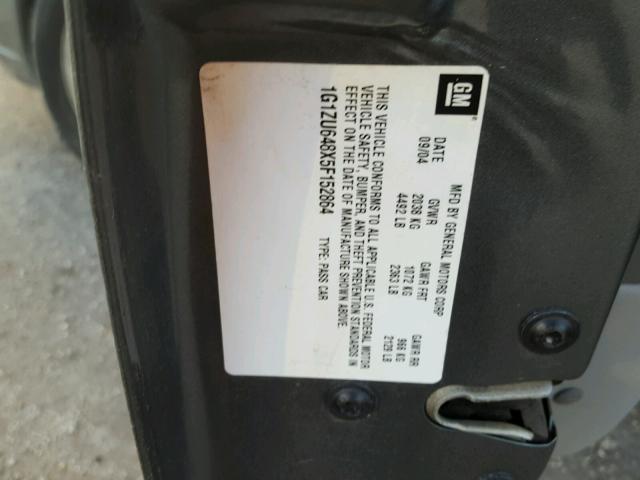 GM
DATE
09/04
MFD BY GENERAL MOTORS CORP
GVWR
2038 KG
4492 LB
GAWR FRT
1072 KG
2363 LB
GAWR RR
966 KG
2129 LB
THIS VEHICLE CONFORMS TO ALL APPLICABLE U.S. FEDERAL MOTOR
VEHICLE SAFETY, BUMPER, AND THEFT PREVENTION STANDARDS IN
EFFECT ON THE DATE OF MANUFACTURE SHOWN ABOVE.
1G1ZU648X5F152864
TYPE: PASS CAR